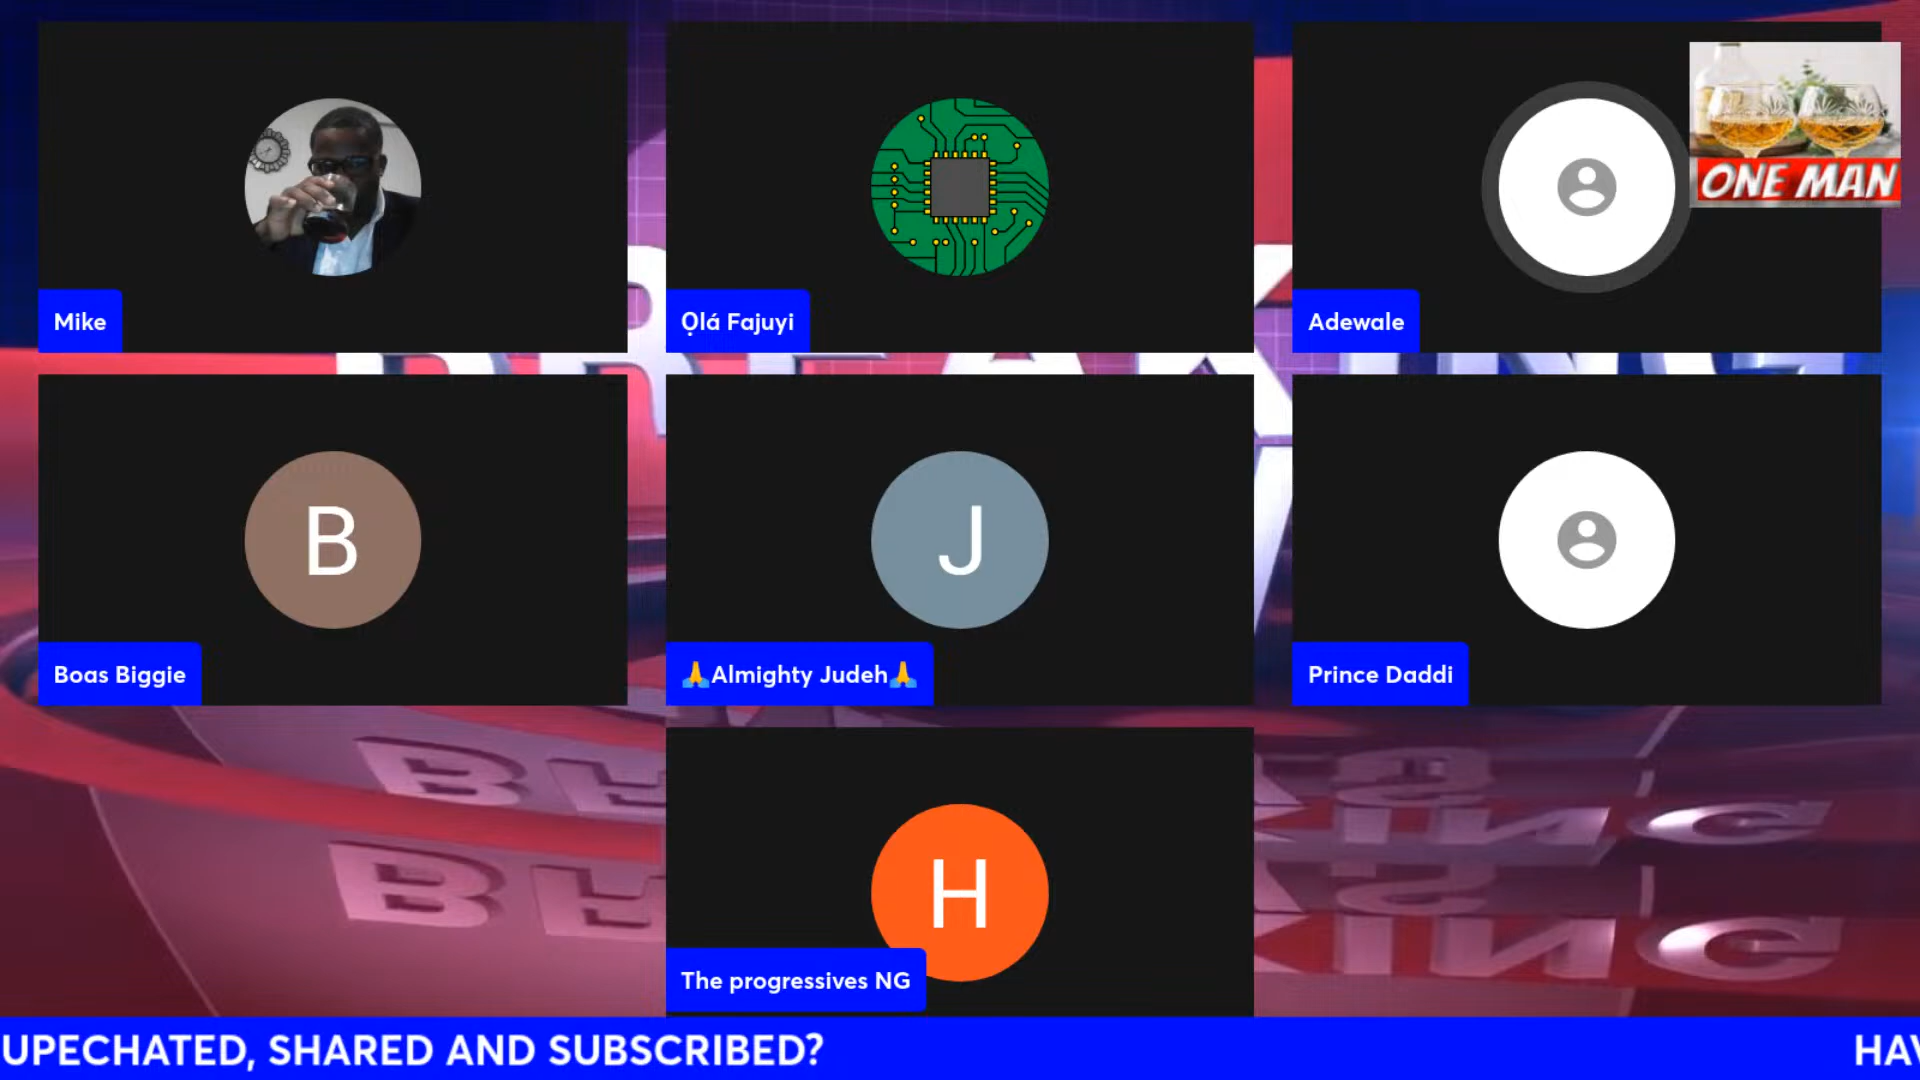 ONE MAN
Mike
Ọlá Fajuyi
Adewale
B
J
Boas Biggie
🙏Almighty Judeh🙏
Prince Daddi
H
The progressives NG
UPECHATED, SHARED AND SUBSCRIBED?
HAV